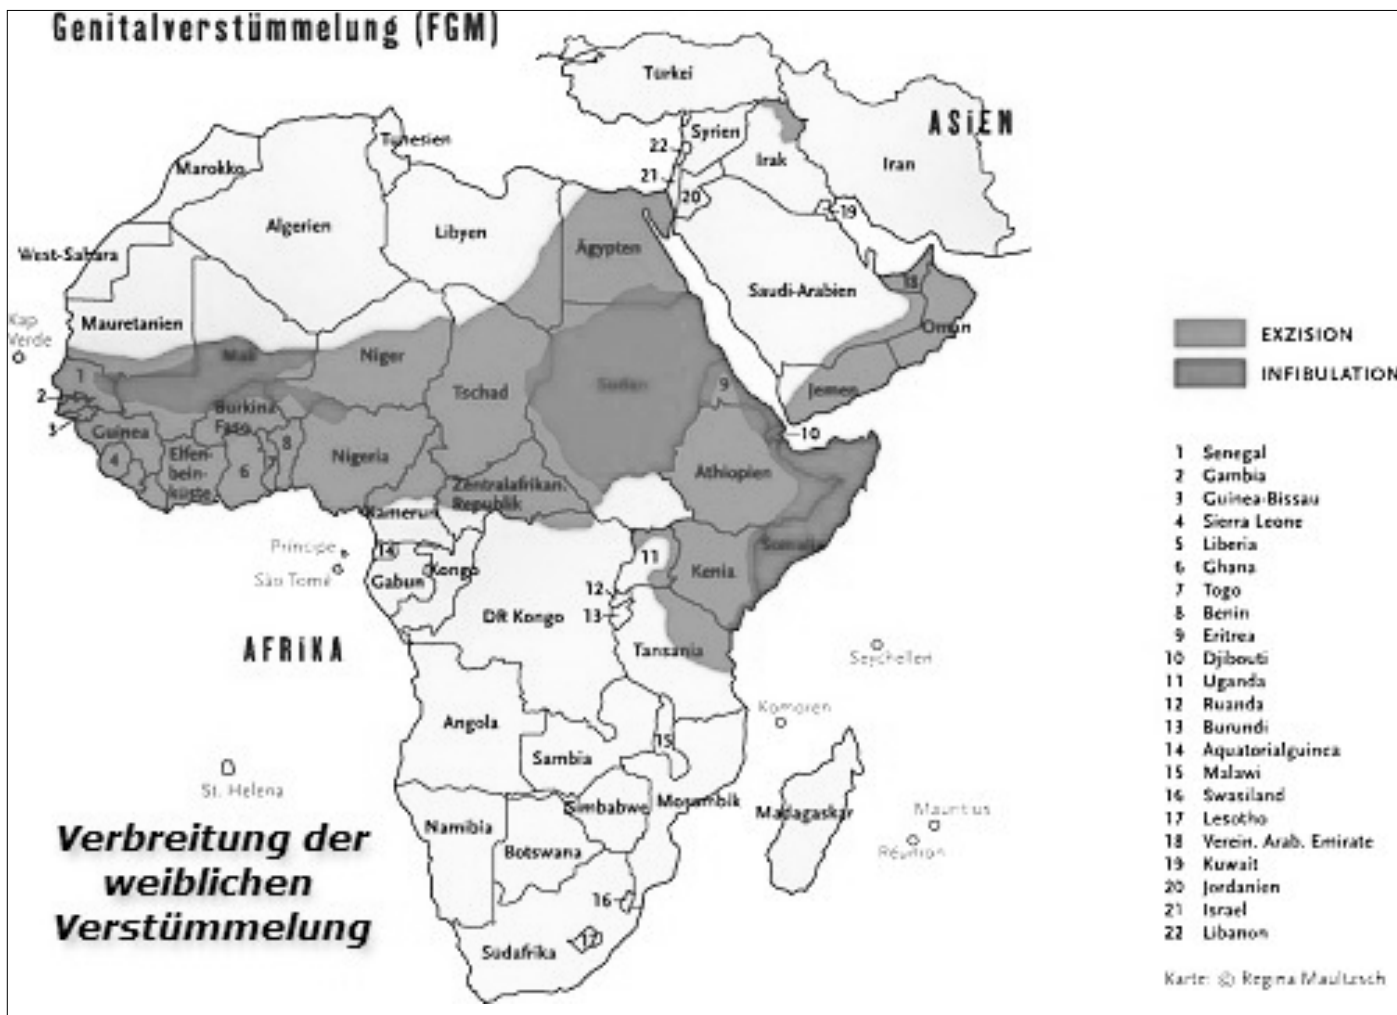 Genitalverstümmelung (FGM)
Türkei
ASiEN
Tunesien
Syrien
22
Marokko
Irak
Iran
21
20
19
Algerien
Libyen
Ägypten
West-Sahara
18
Saudi-Arabien
Mauretanien
Oman
Kap
Verde
EXZISION
Mali
Niger
1
Tschad
Sudan
9
Jemen
INFIBULATION
2
Burkina
Faso
3
Guinea
8
10
Elfen-
bein-
küste
Nigeria
4
6
7
Äthiopien
Zentralafrikan.
Republik
Kamerun
Príncipe
14
11
Somalia
São Tomé
Gabun
Kongo
Kenia
12
DR Kongo
13
AFRiKA
Tansania
Seychellen
Komoren
Angola
15
Sambia
St. Helena
Simbabwe
Mosambik
Madagaskar
Mauritius
Namibia
Botswana
Réunion
16
17
Südafrika
Verbreitung der
weiblichen
Verstümmelung
1 Senegal
2 Gambia
3 Guinea-Bissau
4 Sierra Leone
5 Liberia
6 Ghana
7 Togo
8 Benin
9 Eritrea
10 Djibouti
11 Uganda
12 Ruanda
13 Burundi
14 Äquatorialguinea
15 Malawi
16 Swasiland
17 Lesotho
18 Verein. Arab. Emirate
19 Kuwait
20 Jordanien
21 Israel
22 Libanon
Karte: © Regina Maultzsch